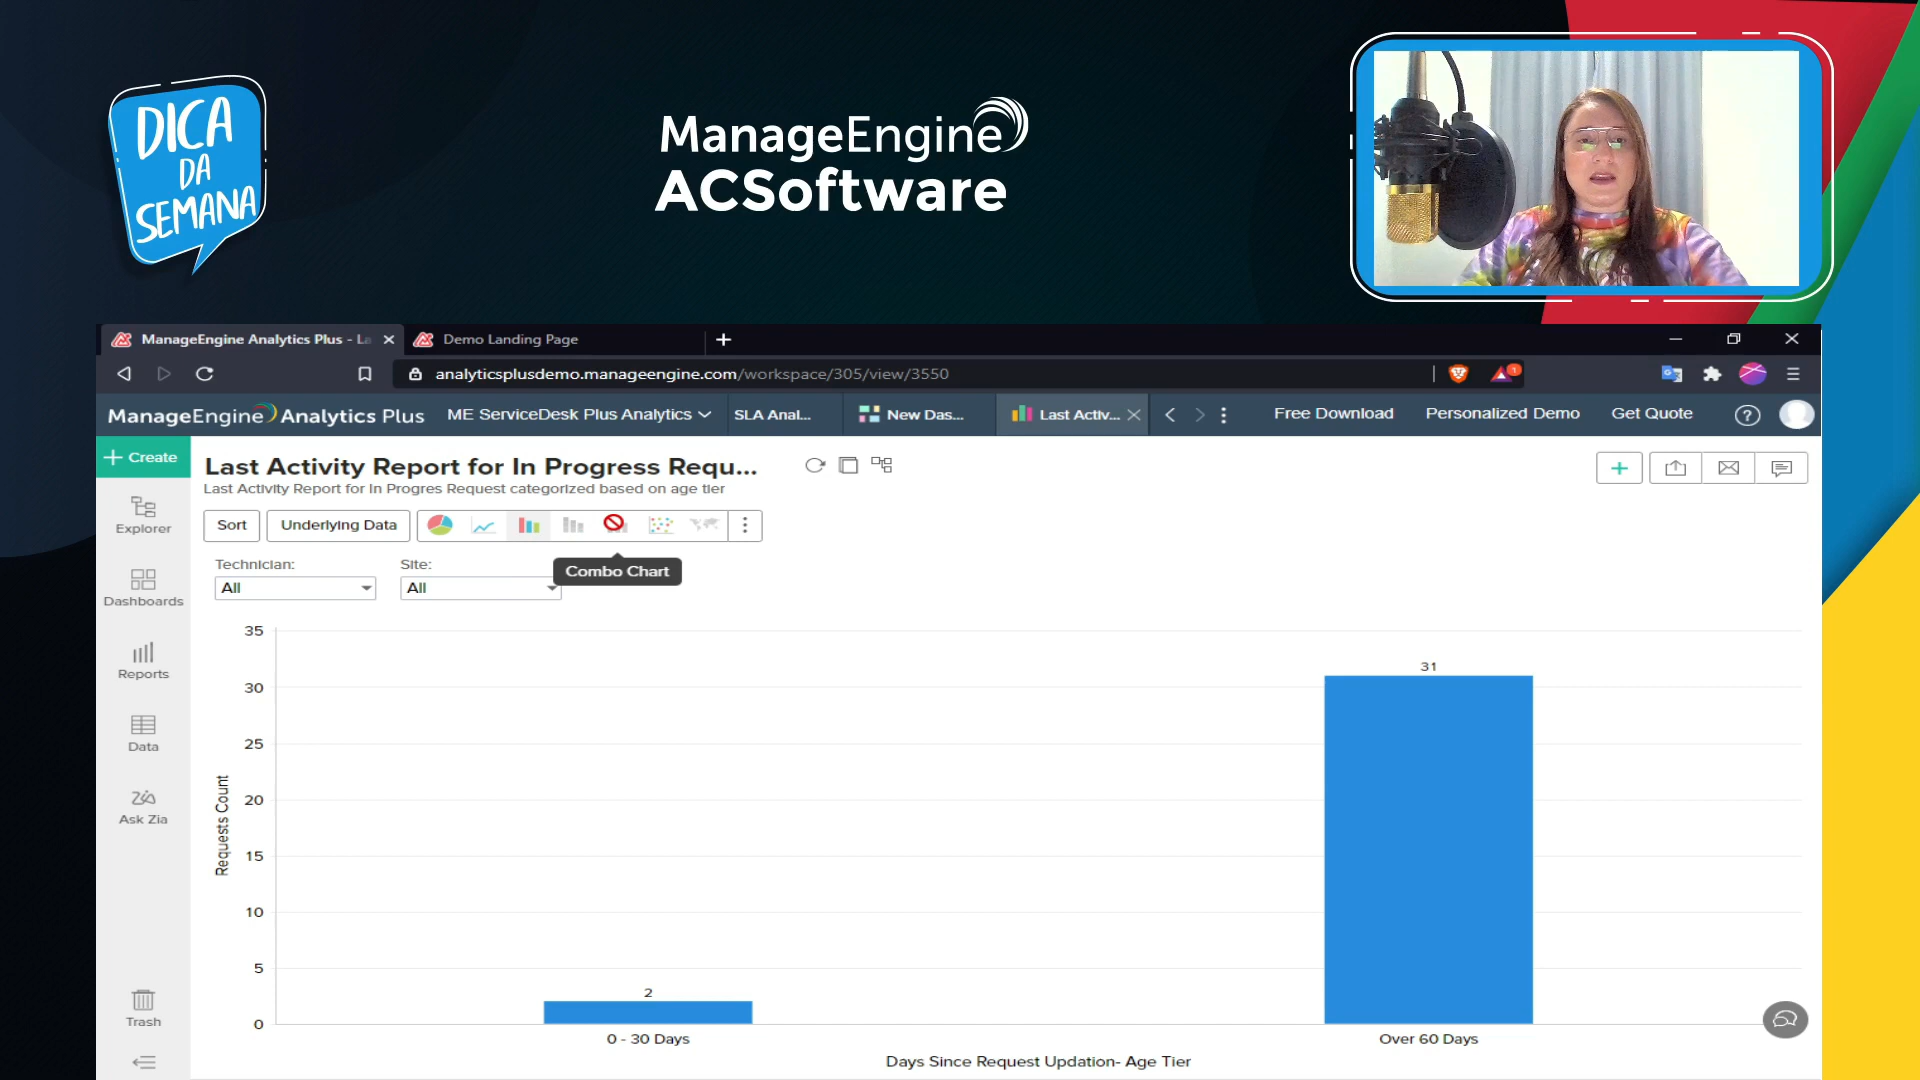 DICA
DA
SEMANA
ManageEngine
ACSoftware
ManageEngine Analytics Plus - La
Demo Landing Page
analyticsplusdemo.manageengine.com/workspace/305/view/3550
1
ManageEngine Analytics Plus
ME ServiceDesk Plus Analytics
SLA Anal...
New Das...
Last Activ...
Free Download
Personalized Demo
Get Quote
?
Create
Last Activity Report for In Progress Requ...
Last Activity Report for In Progres Request categorized based on age tier
Explorer
Sort
Underlying Data
Combo Chart
Technician:
Site:
All
All
Dashboards
Reports
Data
Zia
Ask Zia
Trash
35
30
25
20
15
10
5
0
Requests Count
2
31
0 - 30 Days
Over 60 Days
Days Since Request Updation- Age Tier